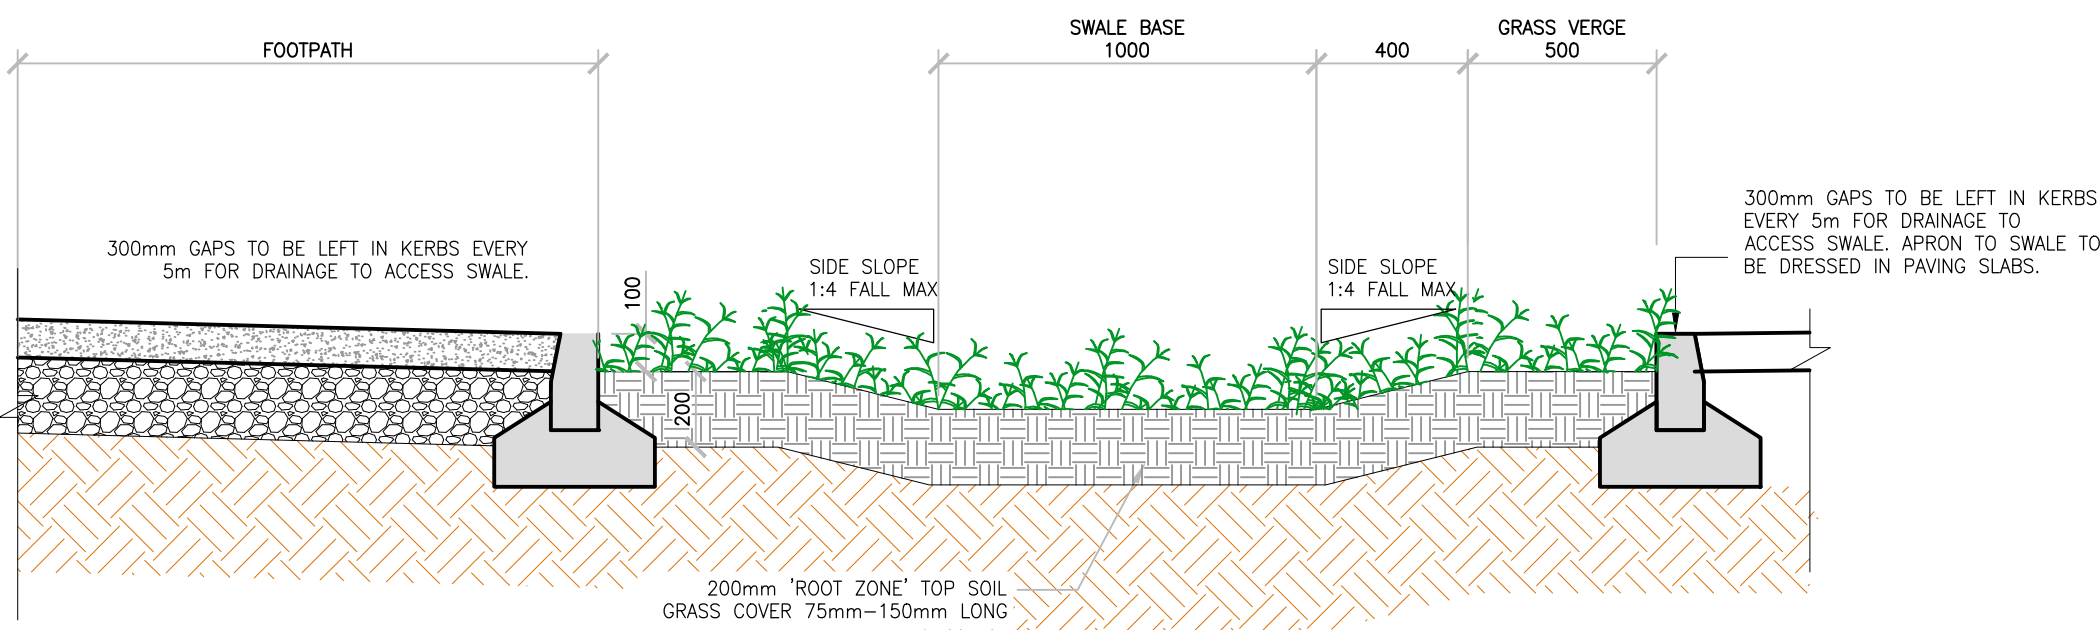 FOOTPATH
SWALE BASE
1000
400
GRASS VERGE
500
300mm GAPS TO BE LEFT IN KERBS EVERY
5m FOR DRAINAGE TO ACCESS SWALE.
100
SIDE SLOPE
1:4 FALL MAX
SIDE SLOPE
1:4 FALL MAX
300mm GAPS TO BE LEFT IN KERBS
EVERY 5m FOR DRAINAGE TO
ACCESS SWALE. APRON TO SWALE TO
BE DRESSED IN PAVING SLABS.
200
200mm 'ROOT ZONE' TOP SOIL
GRASS COVER 75mm-150mm LONG